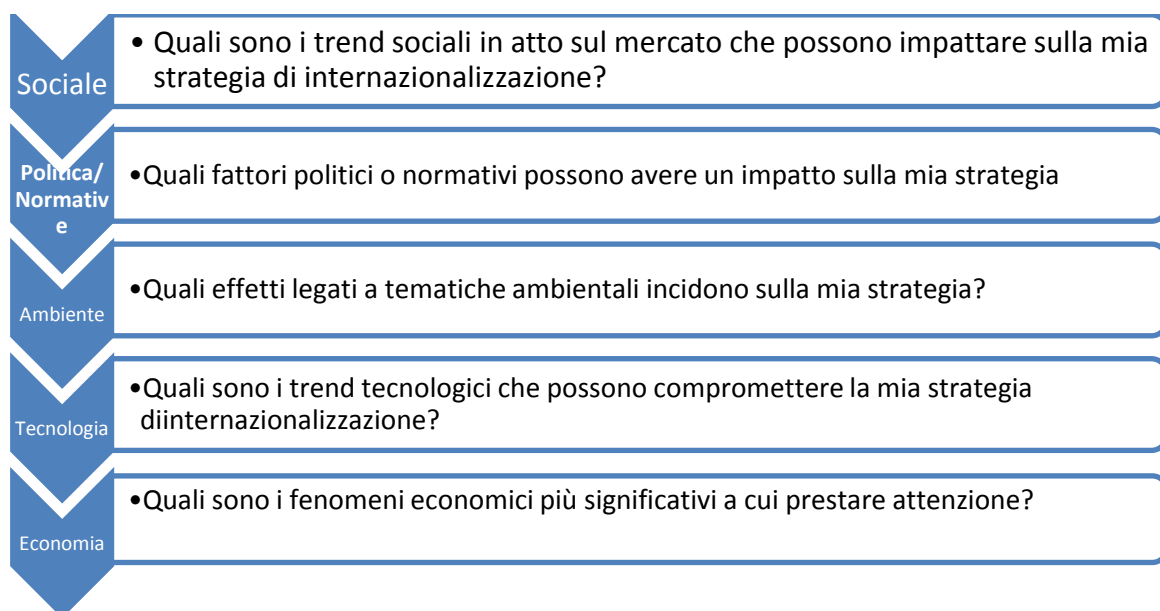 Sociale
• Quali sono i trend sociali in atto sul mercato che possono impattare sulla mia
strategia di internazionalizzazione?
Politica/
Normativ
e
•Quali fattori politici o normativi possono avere un impatto sulla mia strategia
Ambiente
•Quali effetti legati a tematiche ambientali incidono sulla mia strategia?
Tecnologia
•Quali sono i trend tecnologici che possono compromettere la mia strategia
diinternazionalizzazione?
Economia
•Quali sono i fenomeni economici più significativi a cui prestare attenzione?